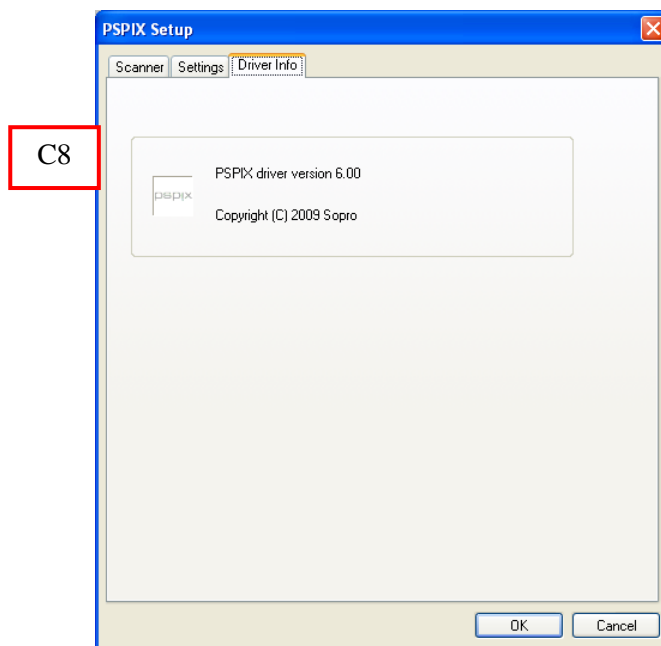 PSPIX Setup
Scanner Settings Driver Info
C8
PSPIX driver version 6.00
pspix
Copyright (C) 2009 Sopro
OK Cancel